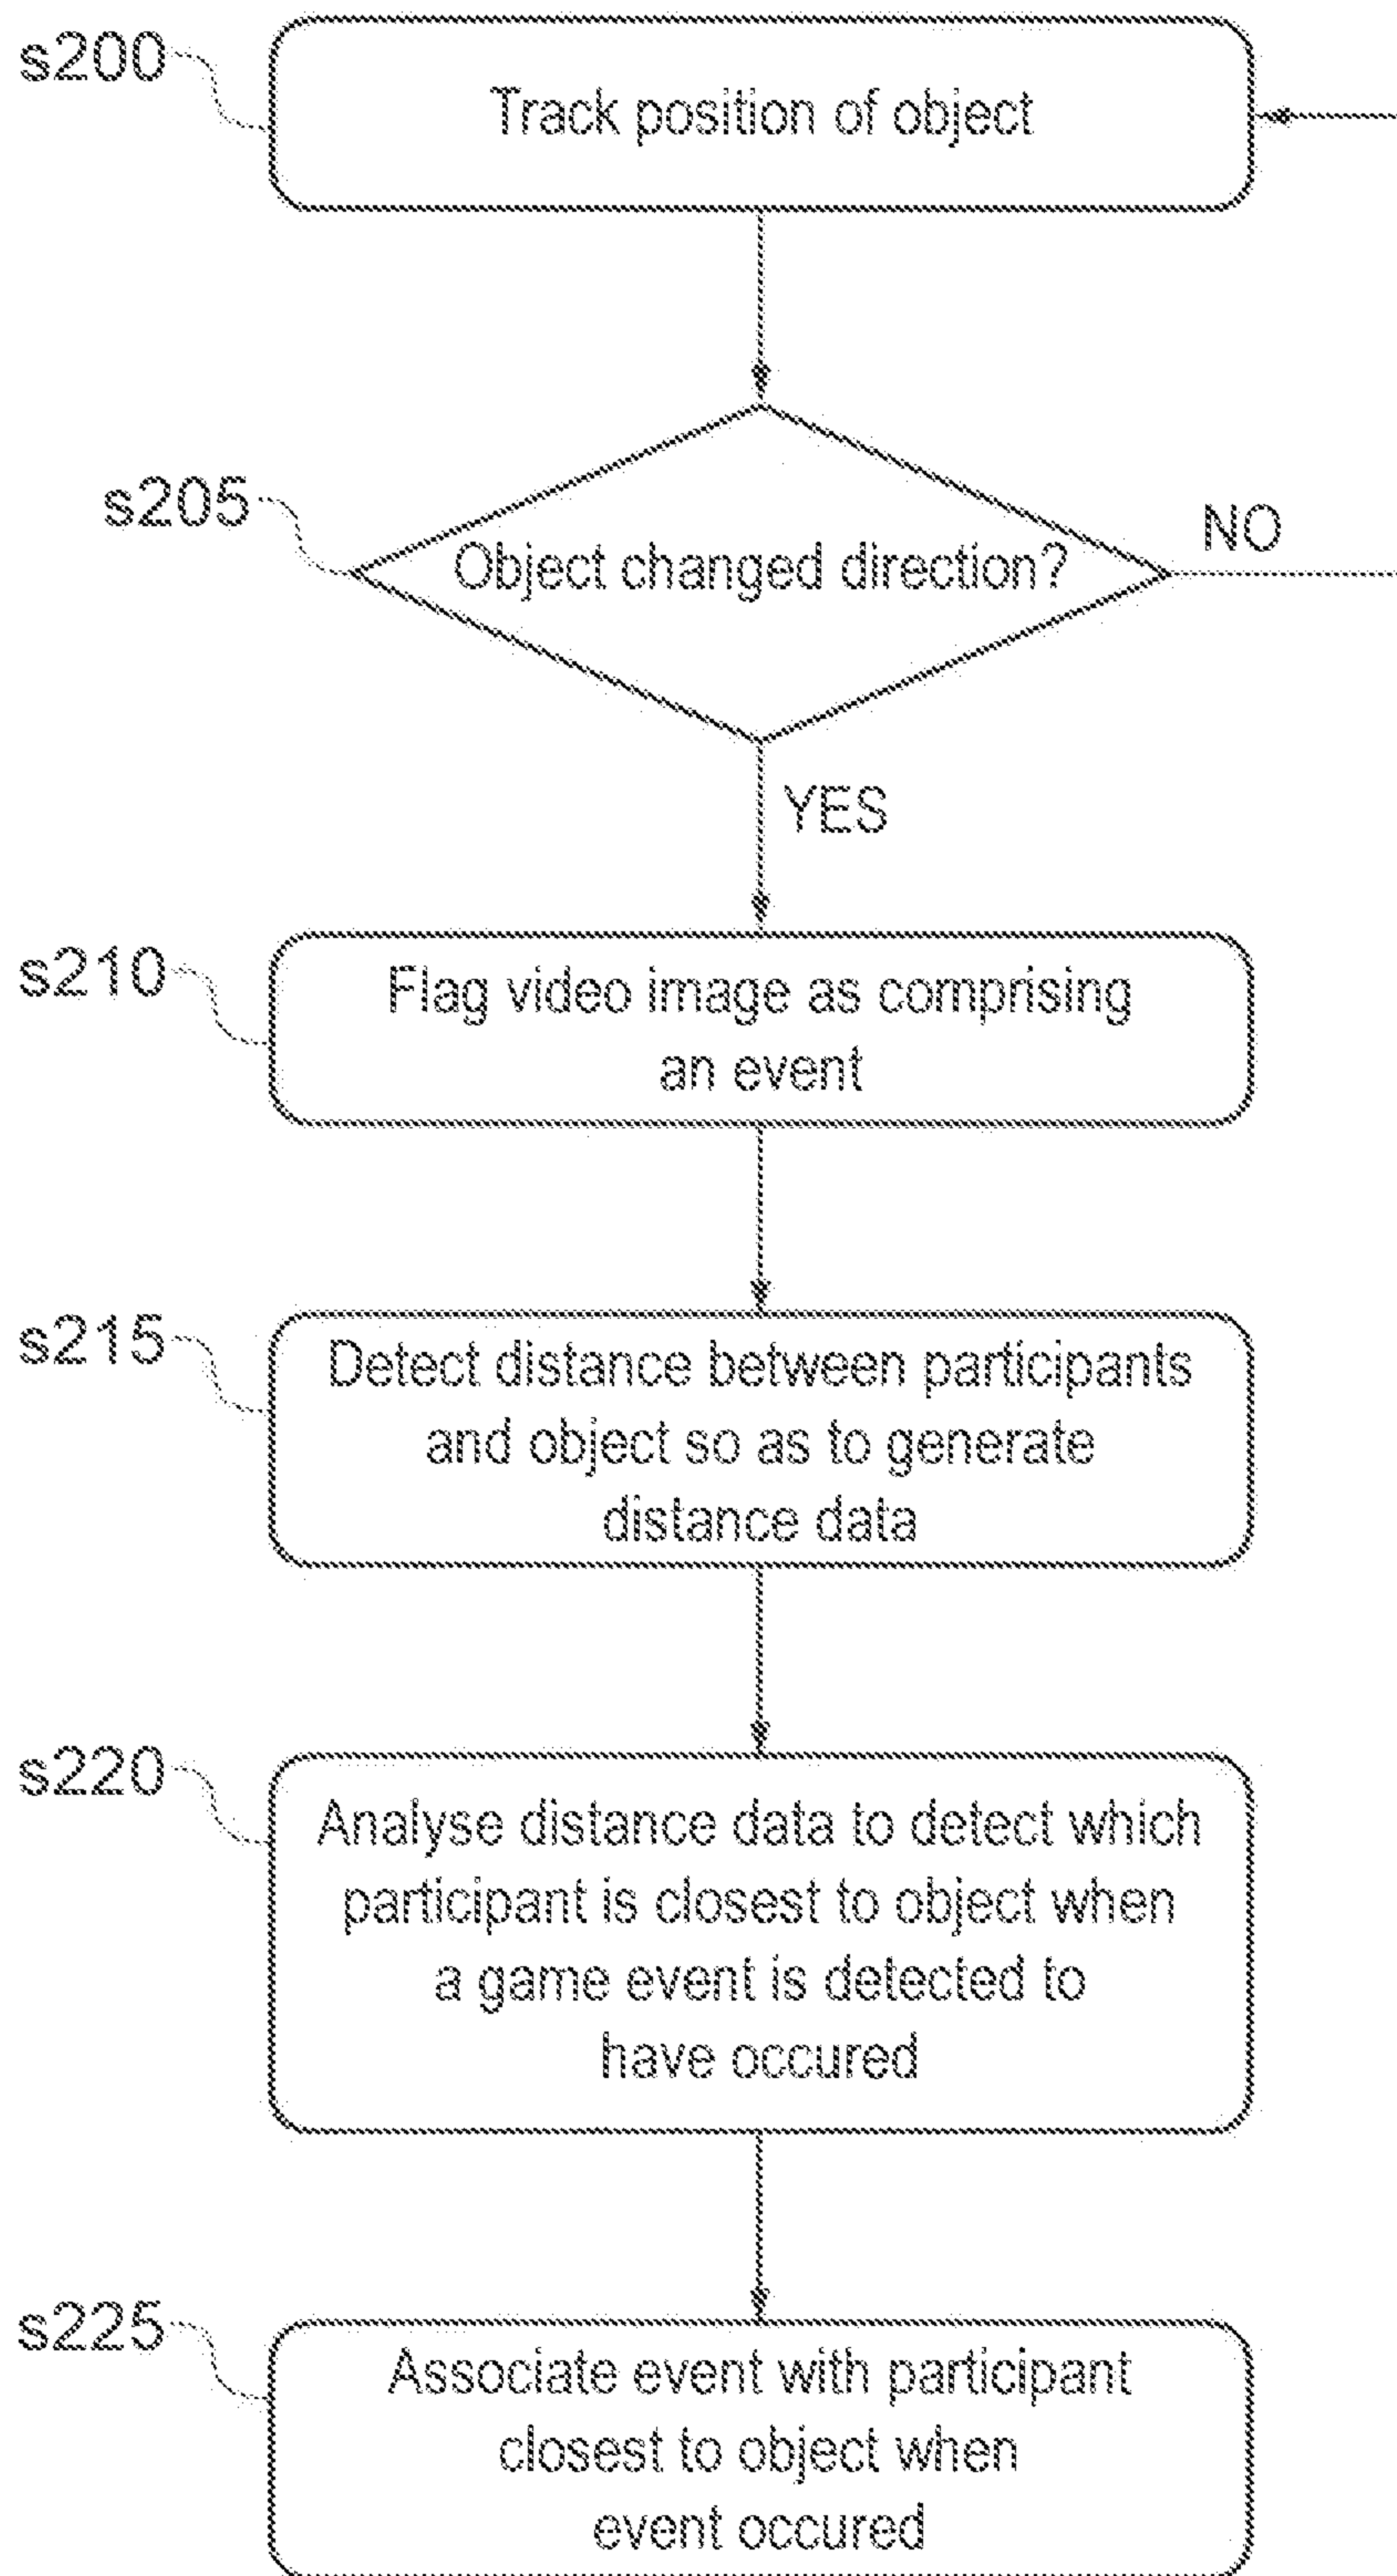 s200
Track position of object
s205
Object changed direction?
NO
YES
s210
Flag video image as comprising
an event
s215
Detect distance between participants
and object so as to generate
distance data
s220
Analyse distance data to detect which
participant is closest to object when
a game event is detected to
have occured
s225
Associate event with participant
closest to object when
event occured